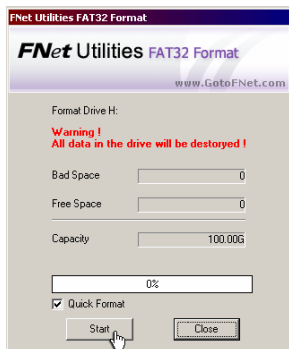 FNet Utilities FAT32 Format
FNet Utilities FAT32 Format
www.GotoFNet.com
Format Drive H:
Warning !
All data in the drive will be destoryed !
Bad Space 0
Free Space 0
Capacity 100.00G
0%
Quick Format
Start Close